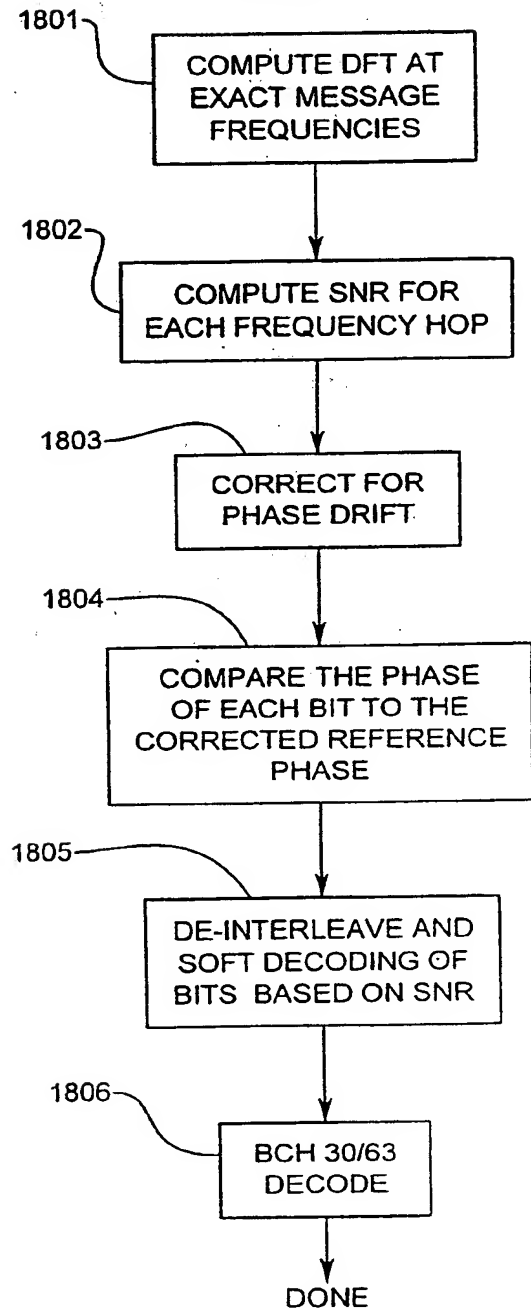 1801
COMPUTE DFT AT
EXACT MESSAGE
FREQUENCIES
1802
COMPUTE SNR FOR
EACH FREQUENCY HOP
1803
CORRECT FOR
PHASE DRIFT
1804
COMPARE THE PHASE
OF EACH BIT TO THE
CORRECTED REFERENCE
PHASE
1805
DE-INTERLEAVE AND
SOFT DECODING OF
BITS BASED ON SNR
1806
BCH 30/63
DECODE
DONE